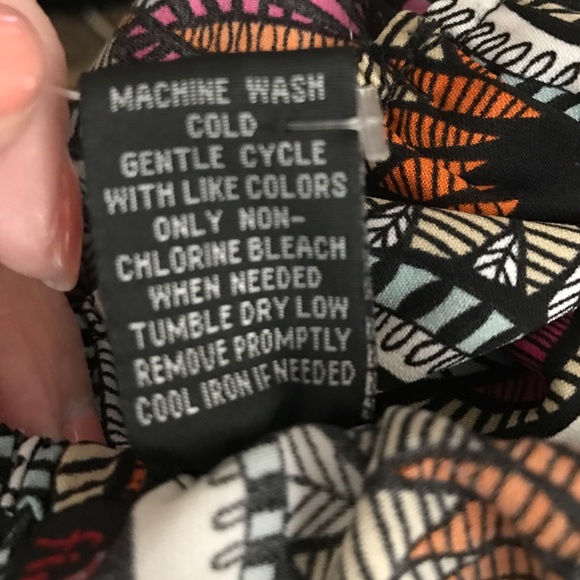 MACHINE WASH
COLD
GENTLE CYCLE
WITH LIKE COLORS
ONLY NON-
CHLORINE BLEACH
WHEN NEEDED
TUMBLE DRY LOW
REMOVE PROMPTLY
COOL IRON IF NEEDED